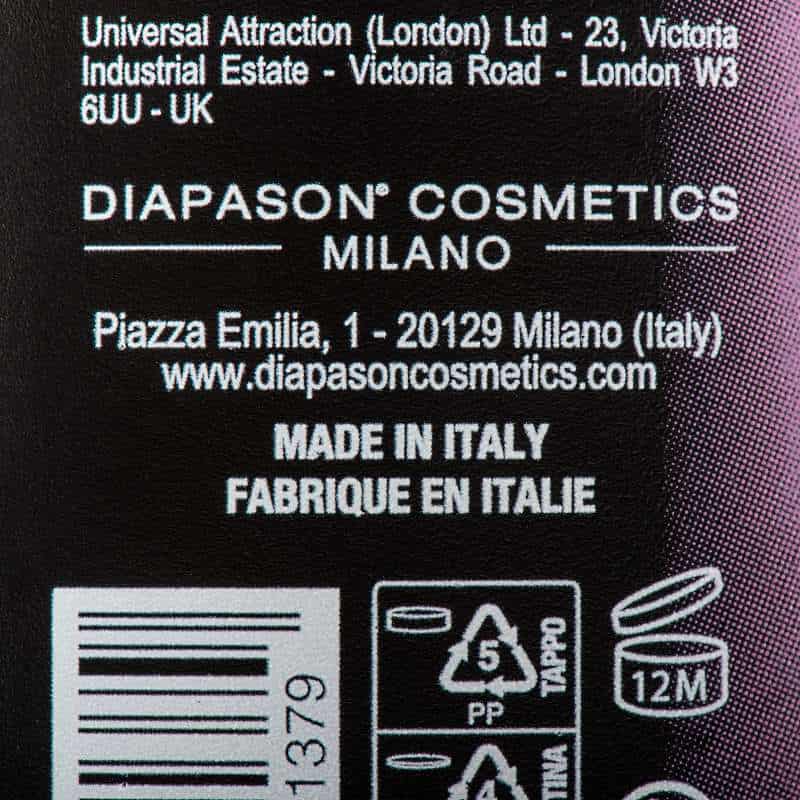 Universal Attraction (London) Ltd - 23, Victoria
Industrial Estate - Victoria Road - London W3
6UU - UK
DIAPASON® COSMETICS
MILANO
Piazza Emilia, 1 - 20129 Milano (Italy)
www.diapasoncosmetics.com
MADE IN ITALY
FABRIQUE EN ITALIE
1379
5
PP
TAPPO
12M
4